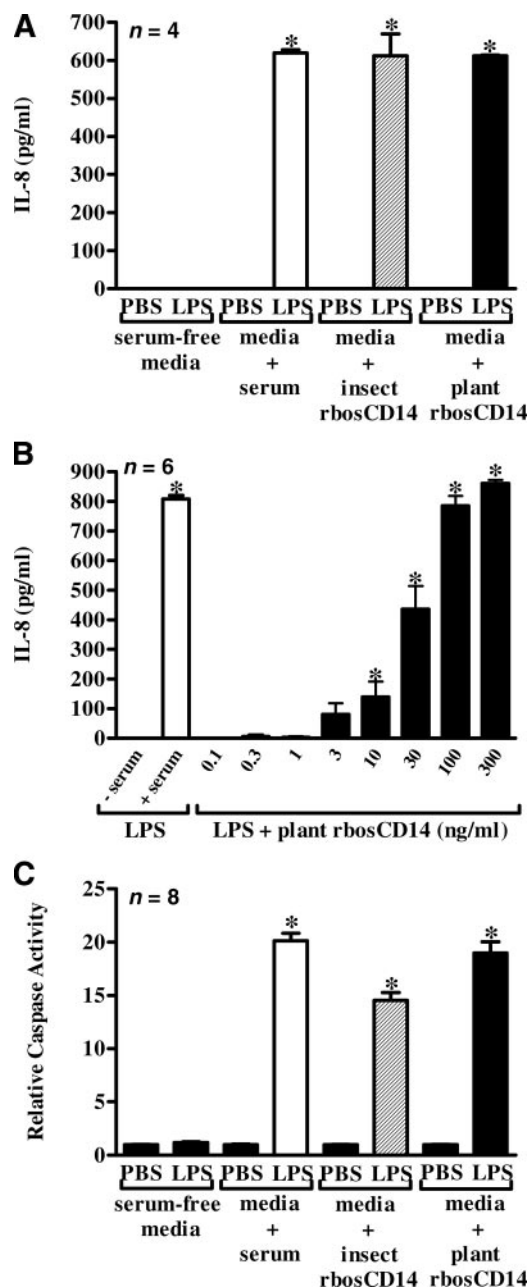 A
n = 4
IL-8 (pg/ml)
700
600
500
400
300
200
100
0
*
*
*
PBS LPS PBS LPS PBS LPS PBS LPS
serum-free media media media
media + + +
serum insect plant
rbosCD14 rbosCD14
B
n = 6
IL-8 (pg/ml)
900
800
700
600
500
400
300
200
100
0
*
*
*
*
*
- serum + serum 0.1 0.3 1 3 10 30 100 300
LPS LPS + plant rbosCD14 (ng/ml)
C
n = 8
Relative Caspase Activity
25
20
15
10
5
0
*
*
*
PBS LPS PBS LPS PBS LPS PBS LPS
serum-free media media media
media + + +
serum insect plant
rbosCD14 rbosCD14